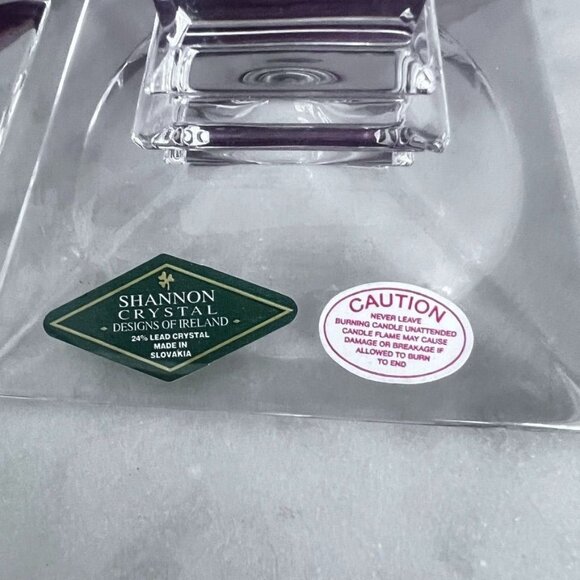 SHANNON
CRYSTAL
DESIGNS OF IRELAND
24% LEAD CRYSTAL
MADE IN
SLOVAKIA
CAUTION
NEVER LEAVE
BURNING CANDLE UNATTENDED
CANDLE FLAME MAY CAUSE
DAMAGE OR BREAKAGE IF
ALLOWED TO BURN
TO END